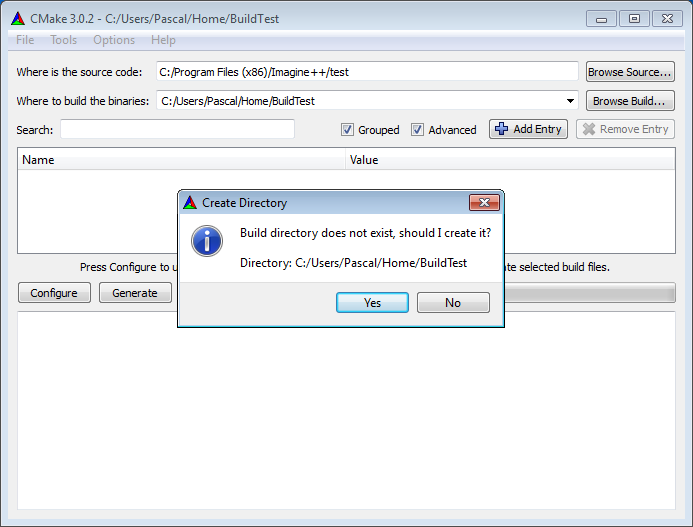 CMake 3.0.2 - C:/Users/Pascal/Home/BuildTest
File Tools Options Help
Where is the source code: C:/Program Files (x86)/Imagine++/test Browse Source...
Where to build the binaries: C:/Users/Pascal/Home/BuildTest Browse Build...
Search: Grouped Advanced Add Entry Remove Entry
Name Value
Create Directory
Build directory does not exist, should I create it?
Directory: C:/Users/Pascal/Home/BuildTest
Yes No
Press Configure to selected build files.
Configure Generate